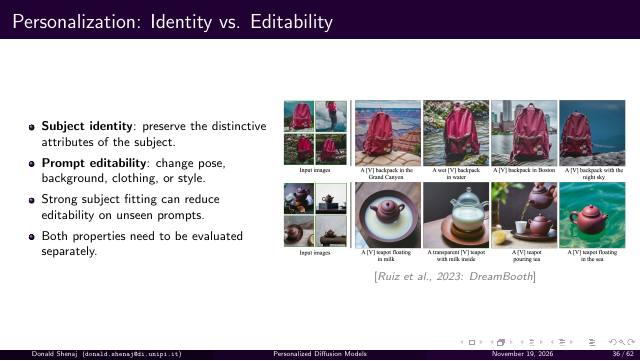 Personalization: Identity vs. Editability
Subject identity: preserve the distinctive
attributes of the subject.
Prompt editability: change pose,
background, clothing, or style.
Strong subject fitting can reduce
editability on unseen prompts.
Both properties need to be evaluated
separately.
Input images
A [V] backpack in the
Grand Canyon
A wet [V] backpack
in water
A [V] backpack in Boston
A [V] backpack with the
night sky
Input images
A [V] teapot floating
in milk
A transparent [V] teapot
with milk inside
A [V] teapot
pouring tea
A [V] teapot floating
in the sea
[Ruiz et al., 2023: DreamBooth]
Donald Shenaj (donald.shenaj@di.unipi.it)
Personalized Diffusion Models
November 19, 2026
36 / 62